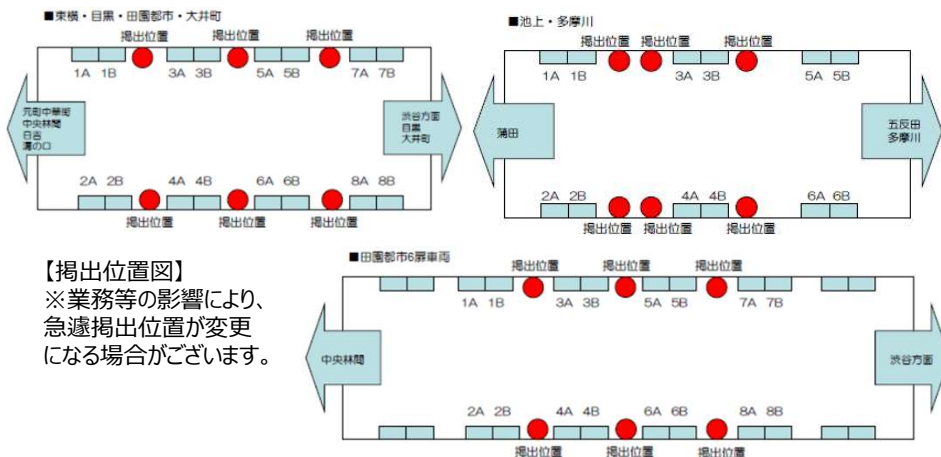 ■東横・目黒・田園都市・大井町
掲出位置 掲出位置 掲出位置
1A 1B 3A 3B 5A 5B 7A 7B
元町中華街
中央林間
日吉
溝の口
渋谷方面
目黒
大井町
2A 2B 4A 4B 6A 6B 8A 8B
掲出位置 掲出位置 掲出位置
■池上・多摩川
掲出位置 掲出位置 掲出位置
1A 1B 3A 3B 5A 5B
蒲田
五反田
多摩川
2A 2B 4A 4B 6A 6B
掲出位置 掲出位置 掲出位置
【掲出位置図】
※業務等の影響により、
急遽掲出位置が変更
になる場合がございます。
■田園都市6扉車両
掲出位置 掲出位置 掲出位置
1A 1B 3A 3B 5A 5B 7A 7B
中央林間
渋谷方面
2A 2B 4A 4B 6A 6B 8A 8B
掲出位置 掲出位置 掲出位置